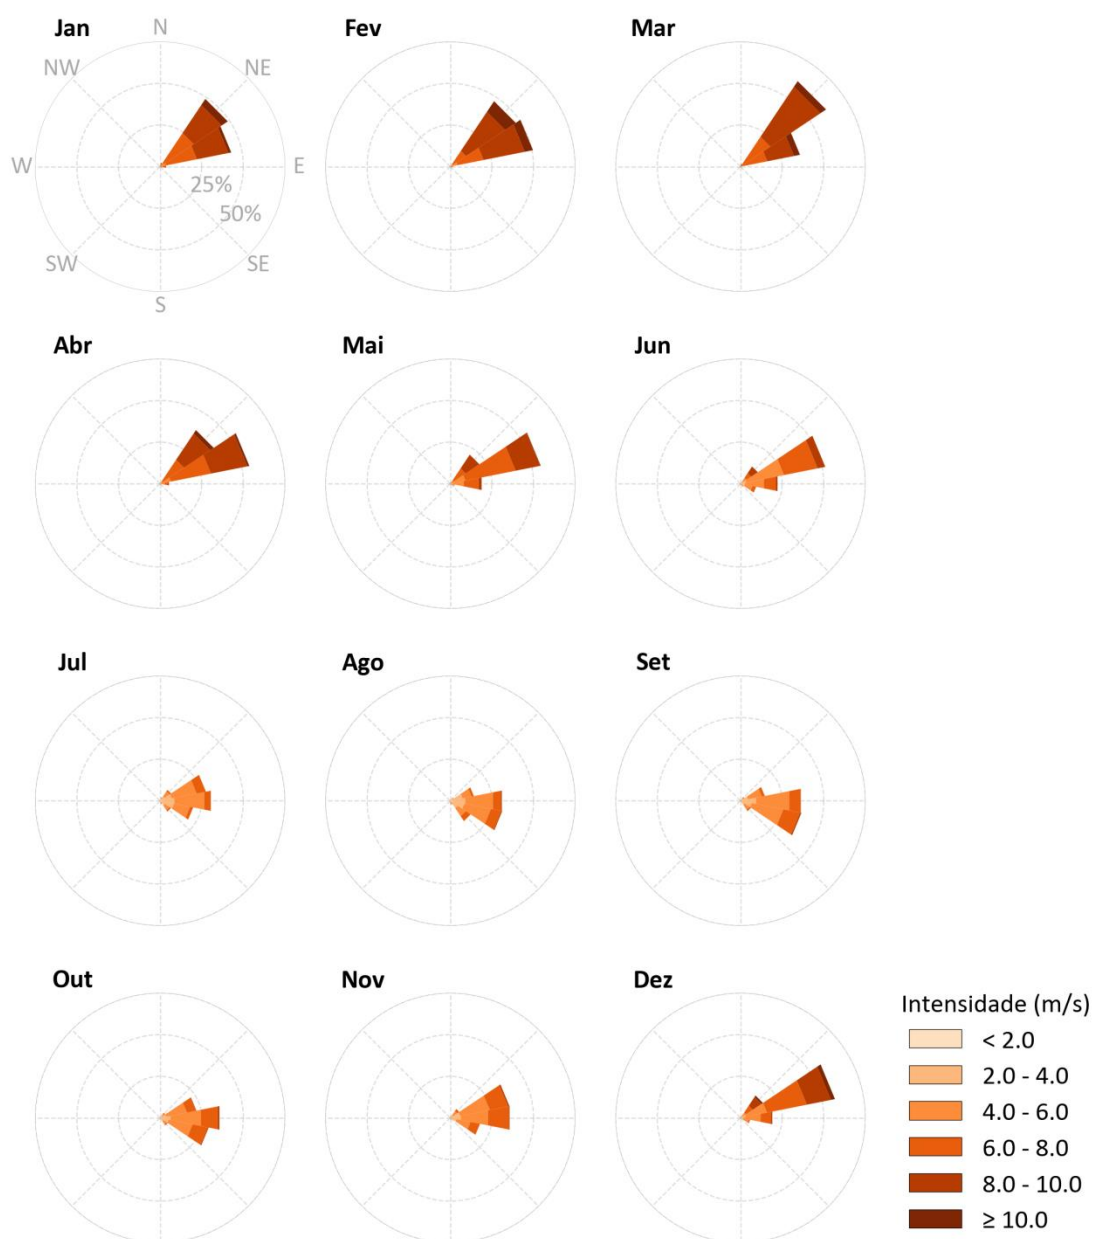 Jan
N
NW
NE
W
E
25%
50%
SW
SE
S
Fev
Mar
Abr
Mai
Jun
Jul
Ago
Set
Out
Nov
Dez
Intensidade (m/s)
< 2.0
2.0 - 4.0
4.0 - 6.0
6.0 - 8.0
8.0 - 10.0
≥ 10.0